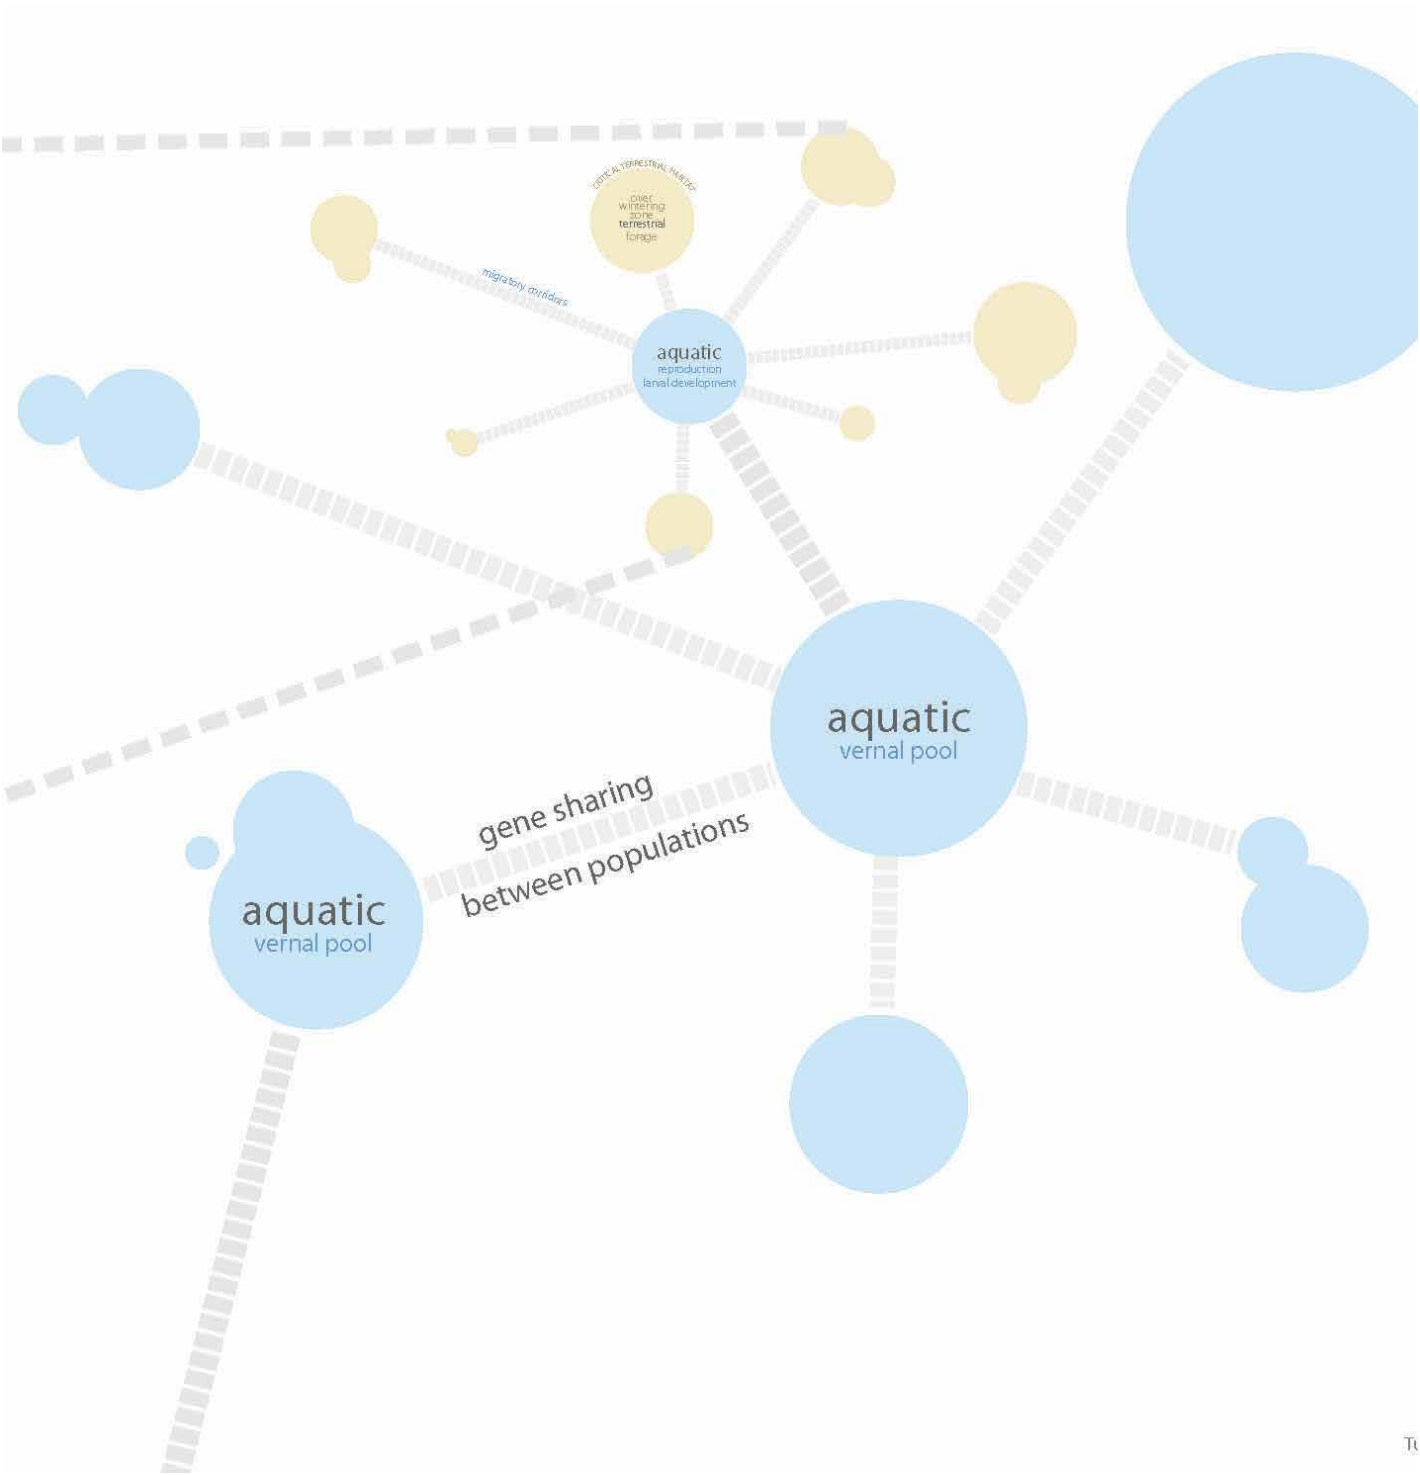 CRITICAL TERRESTRIAL HABITAT
over
wintering
zone
terrestrial
forage
migratory corridors
aquatic
reproduction
larval development
aquatic
vernal pool
gene sharing
between populations
aquatic
vernal pool
Tu